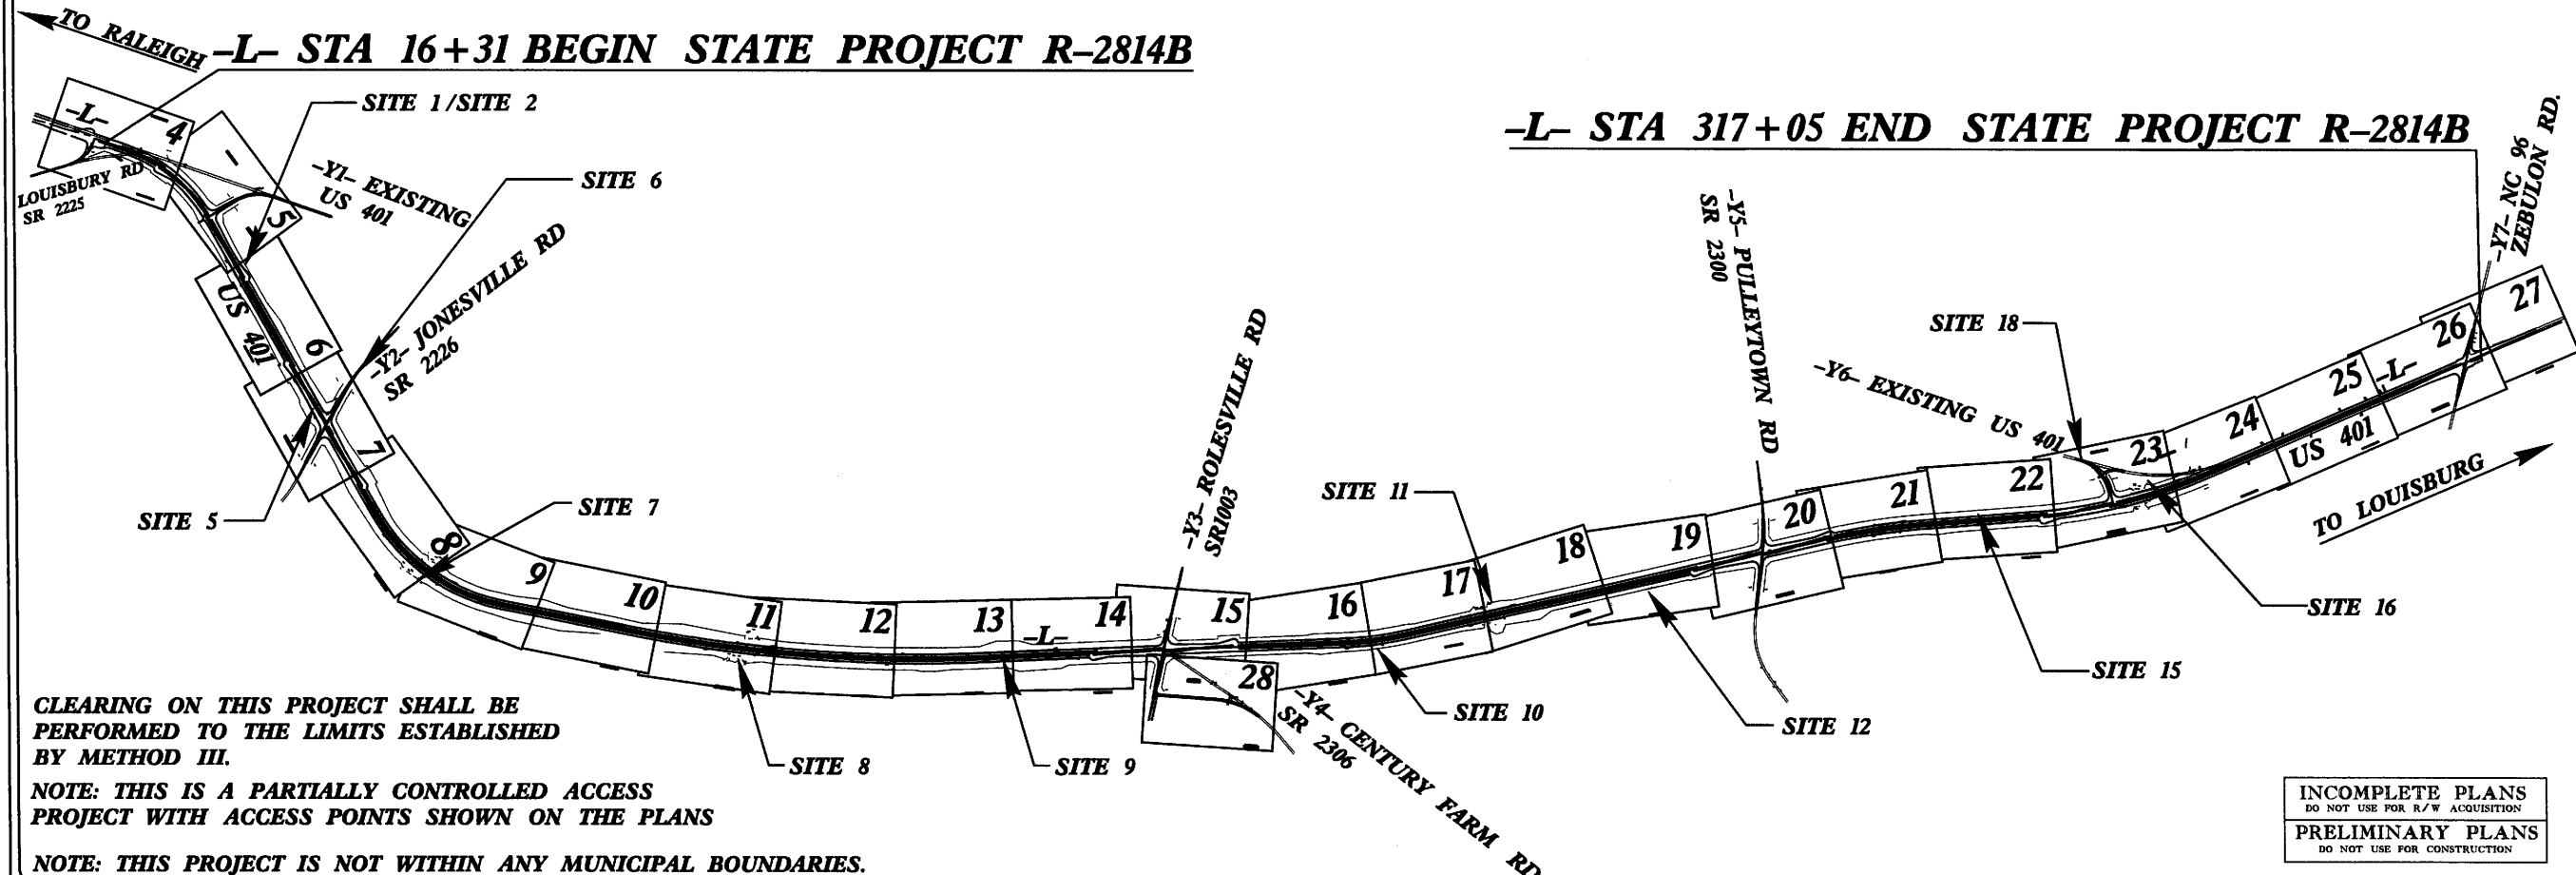 TO RALEIGH
-L- STA 16+31 BEGIN STATE PROJECT R-2814B
SITE 1/SITE 2
-L-
4
LOUISBURY RD
SR 2225
5
-Y1- EXISTING
US 401
SITE 6
-Y2- JONESVILLE RD
SR 2226
US 401
6
7
SITE 5
8
SITE 7
9
10
11
12
13
-L-
14
15
-Y3- ROLESVILLE RD
SR1003
28
-Y4- CENTURY FARM RD
SR 2306
SITE 8
SITE 9
16
SITE 10
17
SITE 11
18
19
SITE 12
20
-Y5- PULLEYTOWN RD
SR 2300
21
22
SITE 15
-L- STA 317+05 END STATE PROJECT R-2814B
SITE 18
-Y6- EXISTING US 401
23
SITE 16
24
25
-L-
US 401
26
27
-Y7- NC 96
ZEBULON RD.
TO LOUISBURG
CLEARING ON THIS PROJECT SHALL BE
PERFORMED TO THE LIMITS ESTABLISHED
BY METHOD III.
NOTE: THIS IS A PARTIALLY CONTROLLED ACCESS
PROJECT WITH ACCESS POINTS SHOWN ON THE PLANS
NOTE: THIS PROJECT IS NOT WITHIN ANY MUNICIPAL BOUNDARIES.
INCOMPLETE PLANS
DO NOT USE FOR R/W ACQUISITION
PRELIMINARY PLANS
DO NOT USE FOR CONSTRUCTION